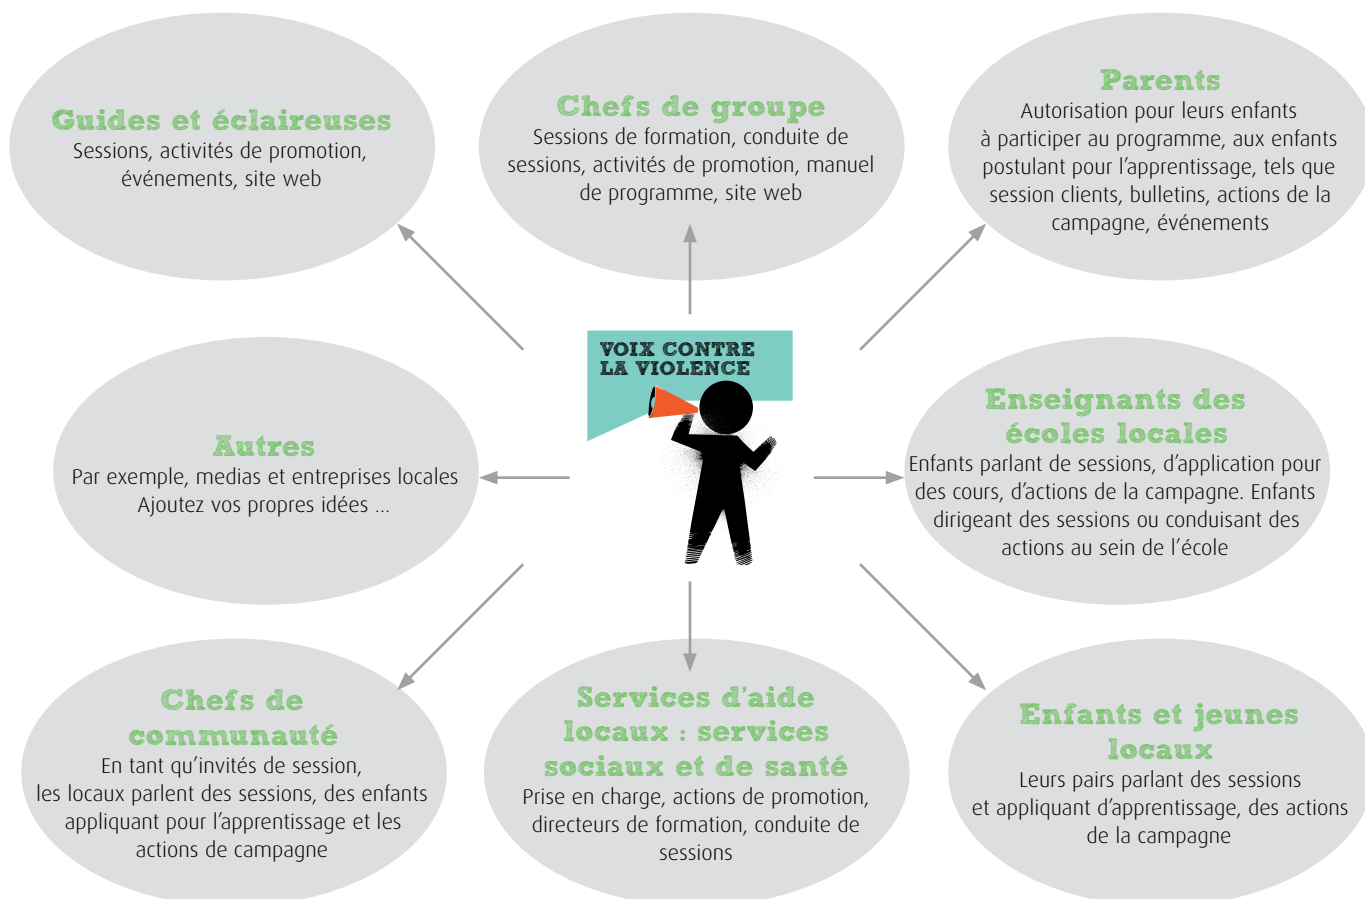 Guides et éclaireuses
Sessions, activités de promotion,
événements, site web
Chefs de groupe
Sessions de formation, conduite de
sessions, activités de promotion, manuel
de programme, site web
Parents
Autorisation pour leurs enfants
à participer au programme, aux enfants
postulant pour l’apprentissage, tels que
session clients, bulletins, actions de la
campagne, événements
VOIX CONTRE
LA VIOLENCE
Autres
Par exemple, medias et entreprises locales
Ajoutez vos propres idées ...
Enseignants des
écoles locales
Enfants parlant de sessions, d’application pour
des cours, d’actions de la campagne. Enfants
dirigeant des sessions ou conduisant des
actions au sein de l’école
Chefs de
communauté
En tant qu’invités de session,
les locaux parlent des sessions, des enfants
appliquant pour l’apprentissage et les
actions de campagne
Services d’aide
locaux : services
sociaux et de santé
Prise en charge, actions de promotion,
directeurs de formation, conduite de
sessions
Enfants et jeunes
locaux
Leurs pairs parlant des sessions
et appliquant d’apprentissage, des actions
de la campagne